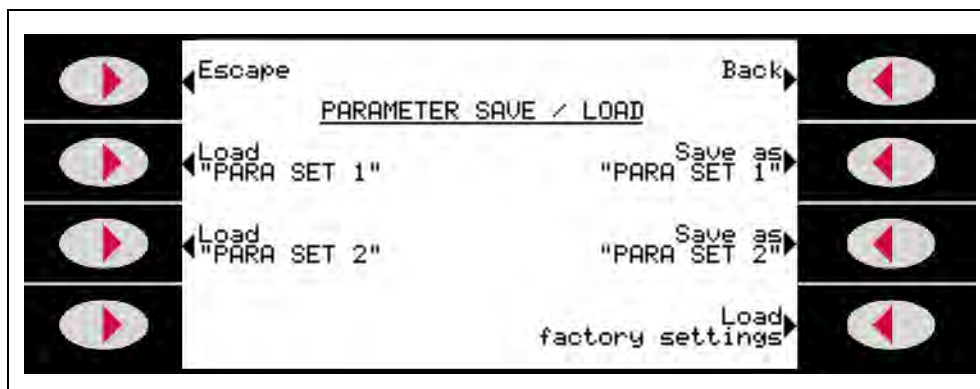 Escape
Back
PARAMETER SAVE / LOAD
Load
"PARA SET 1"
Save as
"PARA SET 1"
Load
"PARA SET 2"
Save as
"PARA SET 2"
Load
factory settings